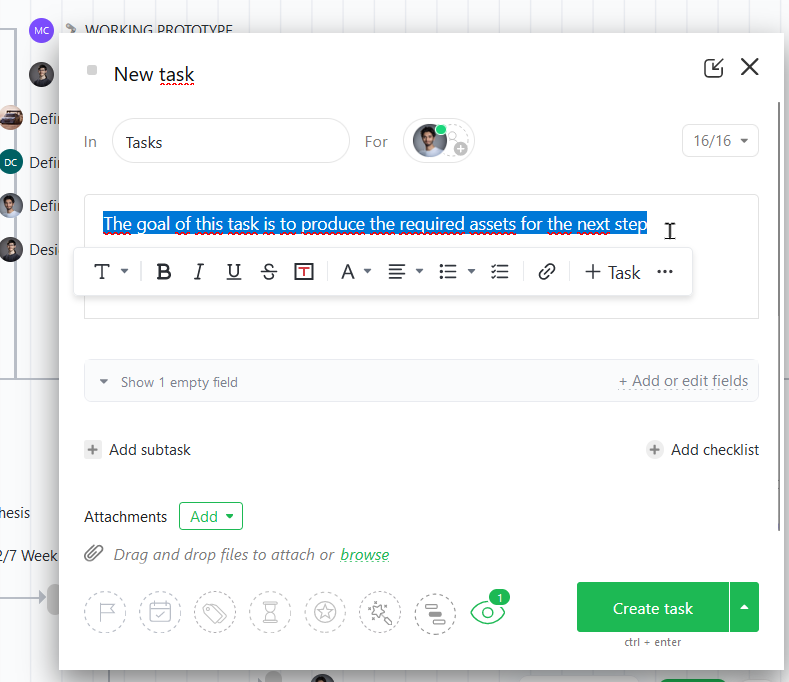 MC
WORKING PROTOTYPE
New task
In
Tasks
For
16/16
Defi
DC
Defi
Defi
Desi
The goal of this task is to produce the required assets for the next step
T
B I U S T A
+ Task
Show 1 empty field
+ Add or edit fields
+ Add subtask
+ Add checklist
hesis
Attachments
Add
2/7 Week
Drag and drop files to attach or browse
1
Create task
ctrl + enter